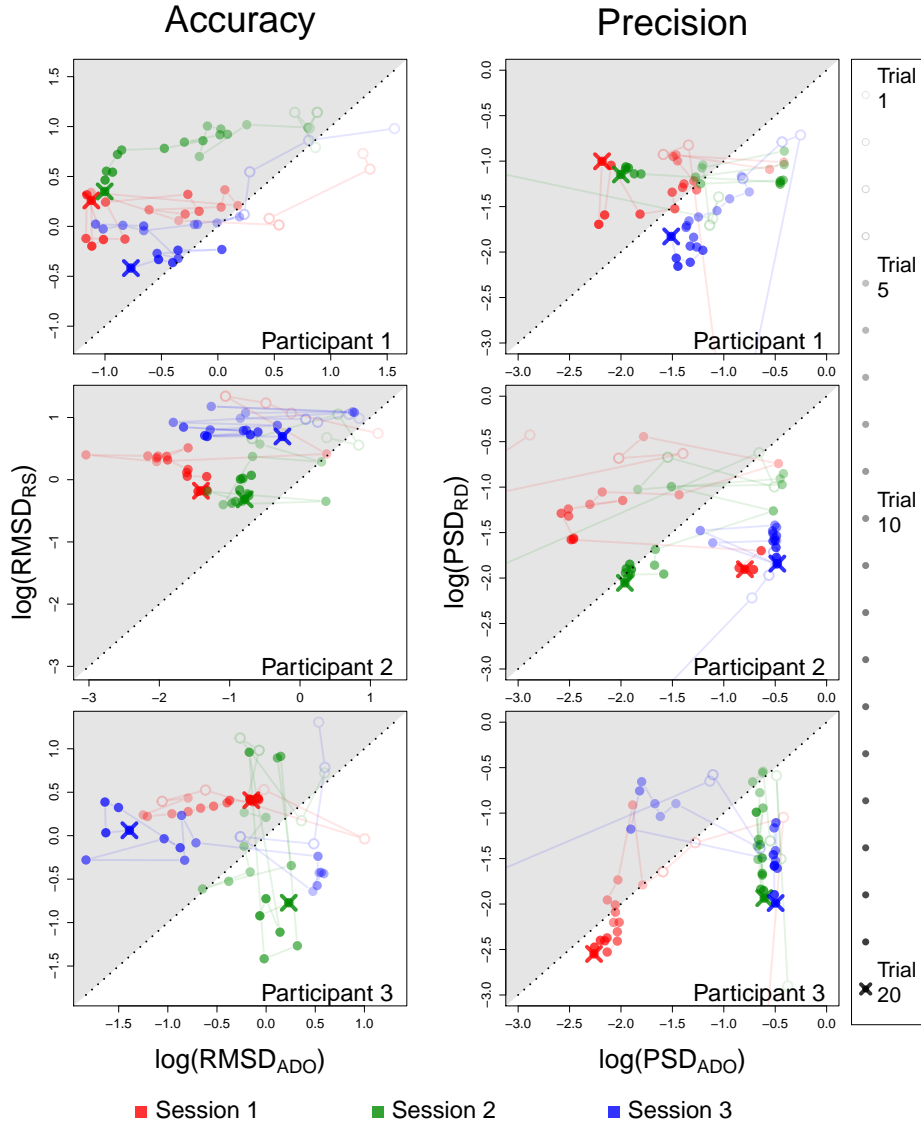 Accuracy
Precision
1.5
1.0
0.5
0.0
−0.5
−1.0
−1.0 −0.5 0.0 0.5 1.0 1.5
Participant 1
0.0
−0.5
−1.0
−1.5
−2.0
−2.5
−3.0
−3.0 −2.5 −2.0 −1.5 −1.0 −0.5 0.0
Participant 1
Trial
1
Trial
5
Trial
10
Trial
20
log(RMSD_RS)
1
0
−1
−2
−3
−3 −2 −1 0 1
Participant 2
log(PSD_RD)
0.0
−0.5
−1.0
−1.5
−2.0
−2.5
−3.0
−3.0 −2.5 −2.0 −1.5 −1.0 −0.5 0.0
Participant 2
1.0
0.5
0.0
−0.5
−1.0
−1.5
−1.5 −1.0 −0.5 0.0 0.5 1.0
Participant 3
0.0
−0.5
−1.0
−1.5
−2.0
−2.5
−3.0
−3.0 −2.5 −2.0 −1.5 −1.0 −0.5 0.0
Participant 3
log(RMSD_ADO)
log(PSD_ADO)
Session 1
Session 2
Session 3